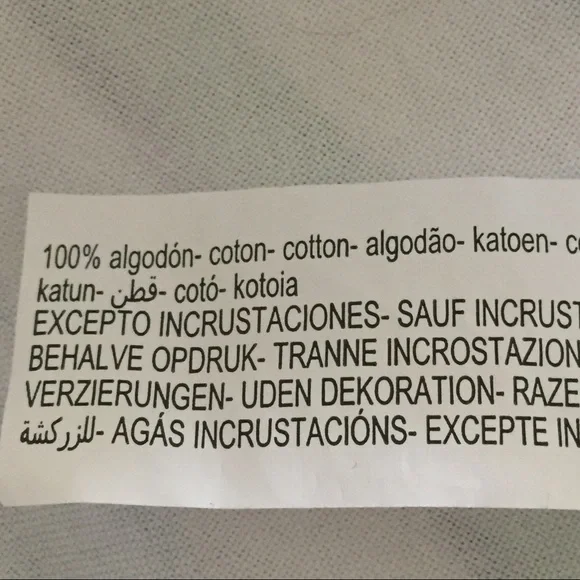 100% algodón- coton- cotton- algodão- katoen-
katun- قطن- cotó- kotoia
EXCEPTO INCRUSTACIONES- SAUF INCRUST
BEHALVE OPDRUK- TRANNE INCROSTAZION
VERZIERUNGEN- UDEN DEKORATION- RAZE
للزركشة- AGÁS INCRUSTACIÓNS- EXCEPTE IN